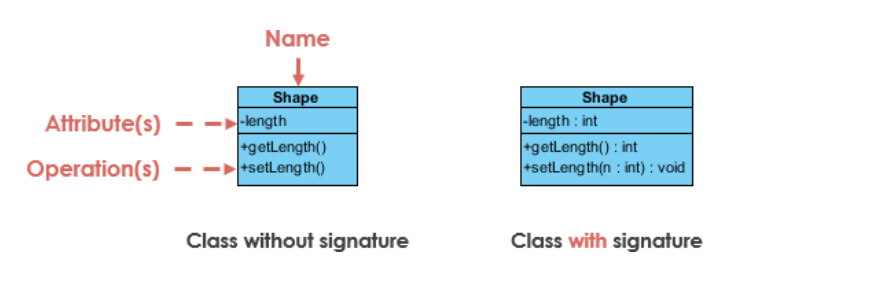 Name
Shape
Attribute(s)
-length
Operation(s)
+getLength()
+setLength()
Class without signature
Shape
-length : int
+getLength() : int
+setLength(n : int) : void
Class with signature